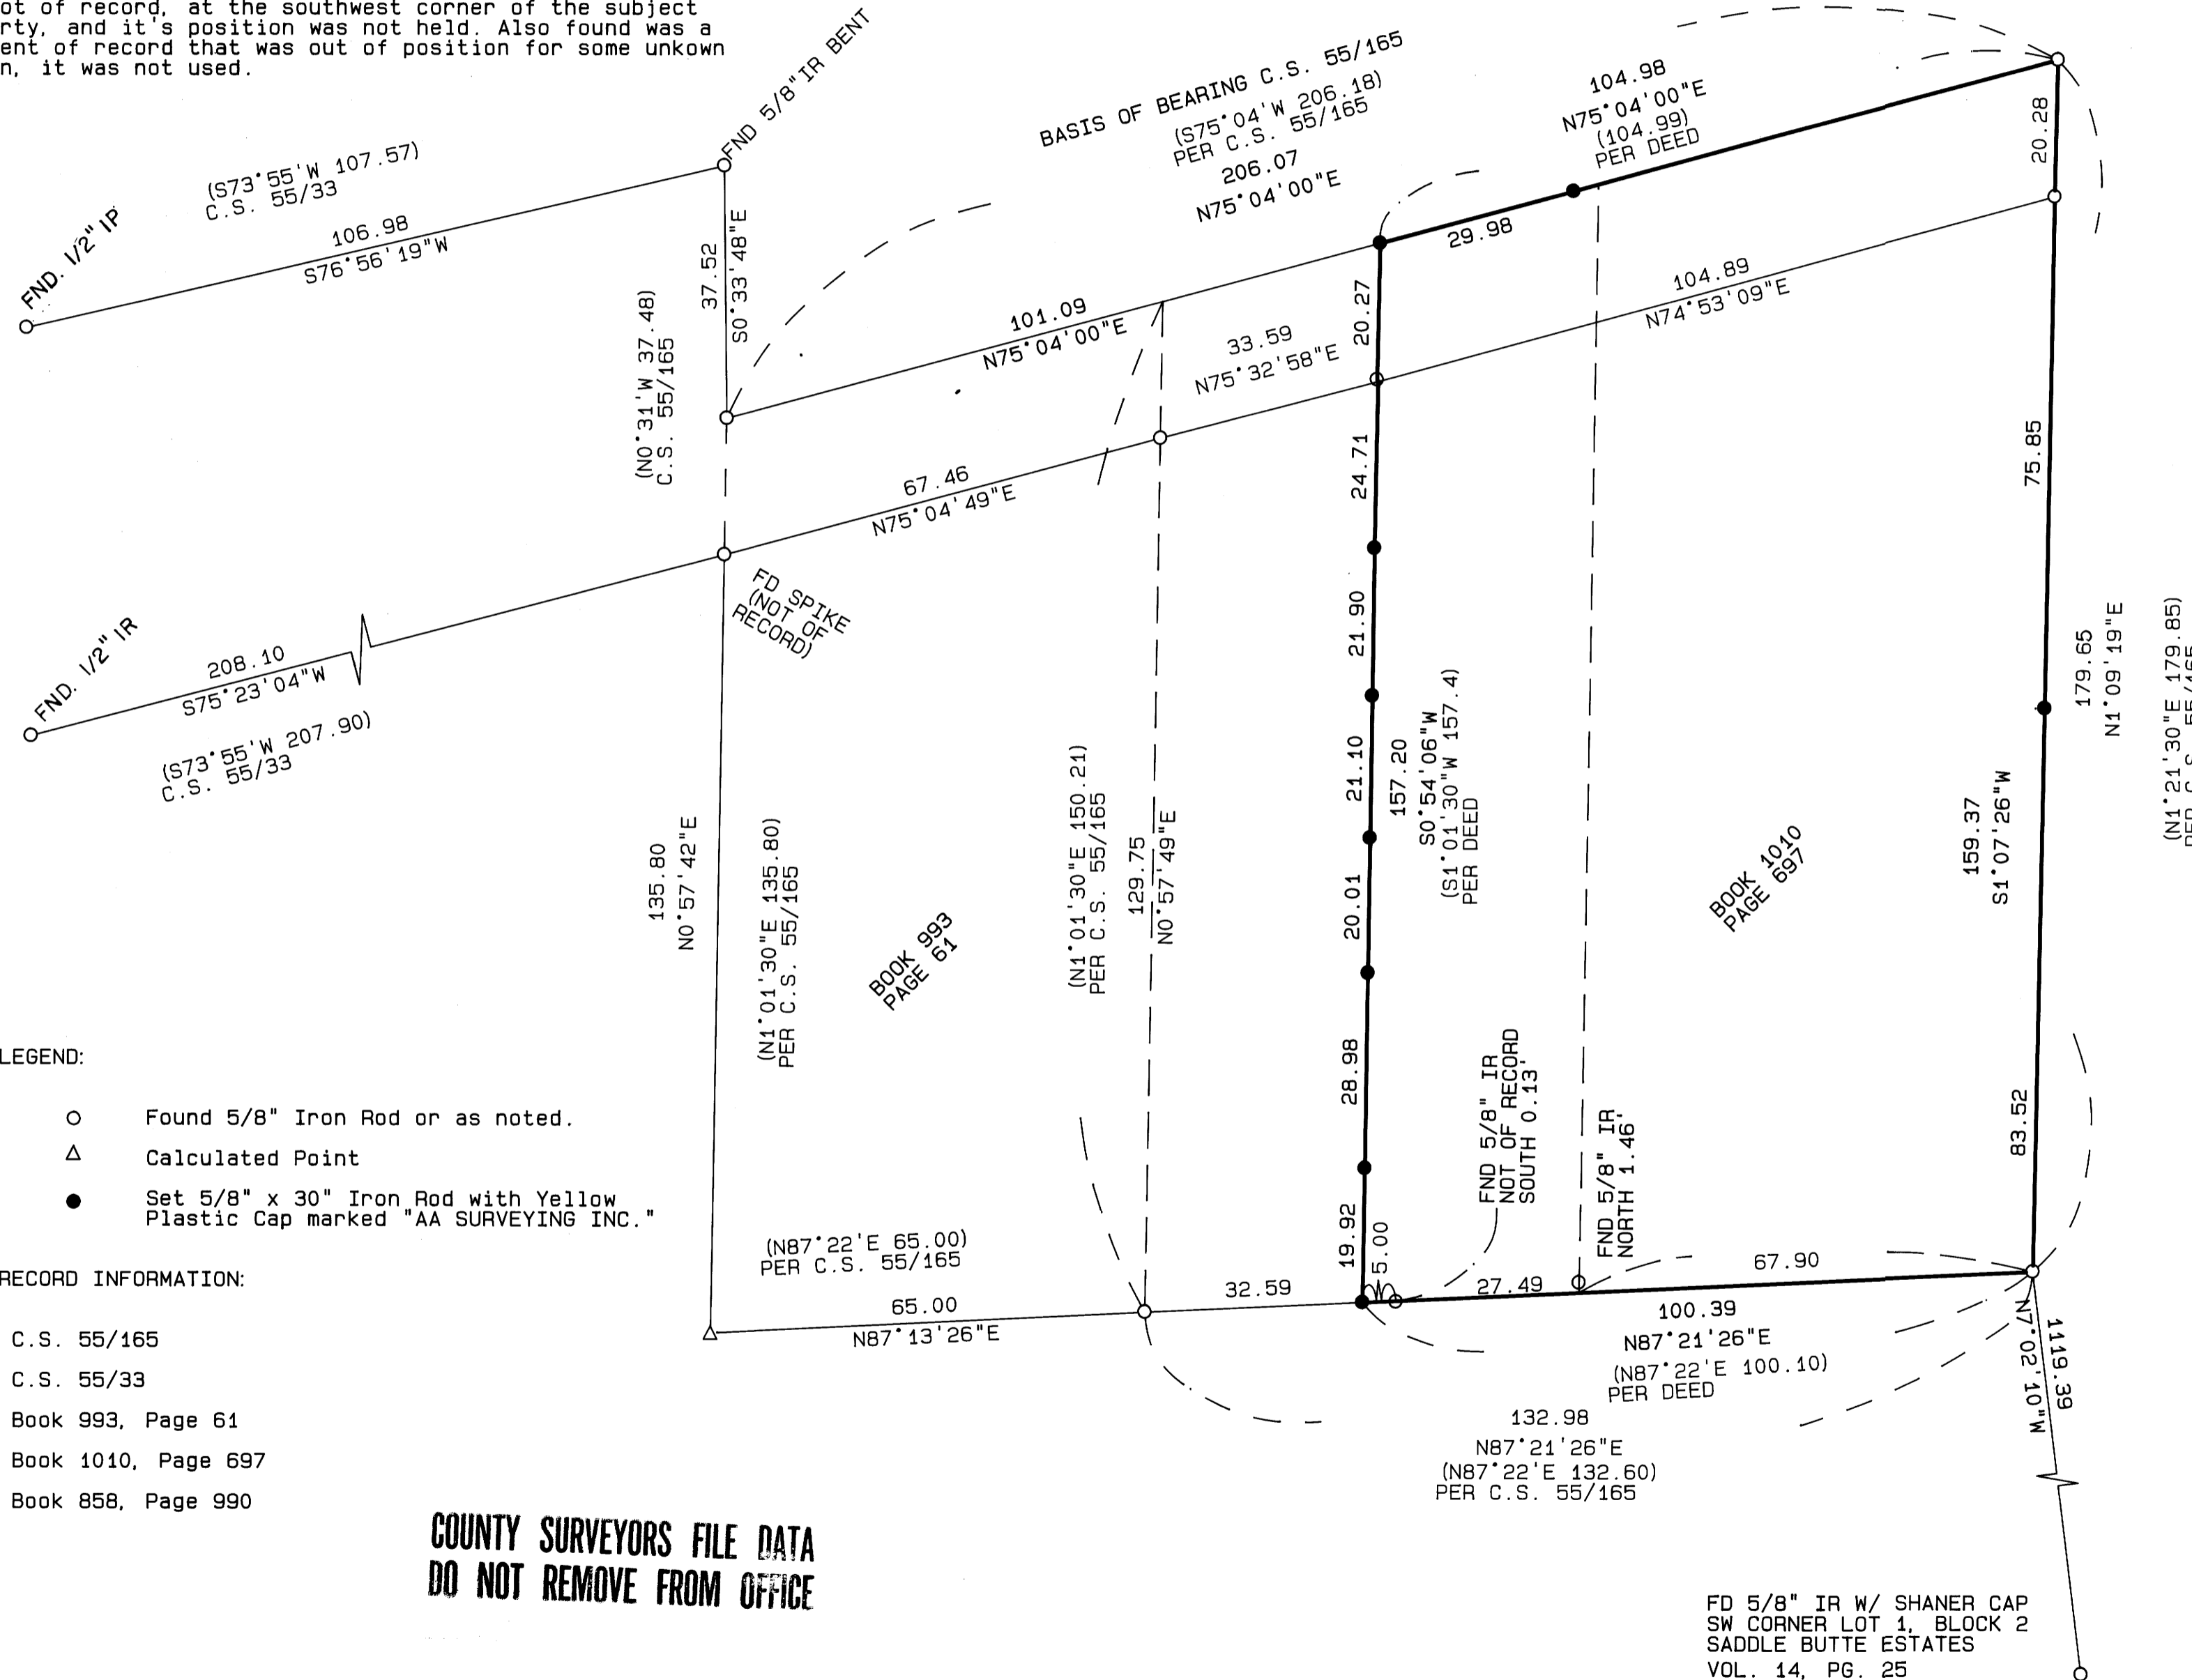 ot of record, at the southwest corner of the subject
rty, and it's position was not held. Also found was a
ent of record that was out of position for some unkown
n, it was not used.
FND 5/8"IR BENT
(S73°55'W 107.57)
C.S. 55/33
106.98
S76°56'19"W
FND. 1/2" IP
37.52
S0°33'48"E
(N0°31'W 37.48)
C.S. 55/165
BASIS OF BEARING C.S. 55/165
(S75°04'W 206.18)
PER C.S. 55/165
206.07
N75°04'00"E
104.98
N75°04'00"E
(104.99)
PER DEED
20.28
29.98
101.09
N75°04'00"E
33.59
N75°32'58"E
20.27
104.89
N74°53'09"E
67.46
N75°04'49"E
24.71
75.85
FD SPIKE
(NOT OF
RECORD)
FND. 1/2" IR
208.10
S75°23'04"W
(S73°55'W 207.90)
C.S. 55/33
21.90
21.10
157.20
S0°54'06"W
(S1°01'30"W 157.4)
PER DEED
179.65
N1°09'19"E
(N1°21'30"E 179.85)
159.37
S1°07'26"W
135.80
N0°57'42"E
(N1°01'30"E 135.80)
PER C.S. 55/165
BOOK 993
PAGE 61
(N1°01'30"E 150.21)
PER C.S. 55/165
129.75
N0°57'49"E
20.01
BOOK 1010
PAGE 697
28.98
FND 5/8" IR
NOT OF RECORD
SOUTH 0.13'
FND 5/8" IR
NORTH 1.46'
83.52
LEGEND:
Found 5/8" Iron Rod or as noted.
Calculated Point
Set 5/8" x 30" Iron Rod with Yellow
Plastic Cap marked "AA SURVEYING INC."
(N87°22'E 65.00)
PER C.S. 55/165
65.00
N87°13'26"E
32.59
19.92
5.00
27.49
67.90
100.39
N87°21'26"E
(N87°22'E 100.10)
PER DEED
132.98
N87°21'26"E
(N87°22'E 132.60)
PER C.S. 55/165
1119.39
N7°02'10"W
RECORD INFORMATION:
C.S. 55/165
C.S. 55/33
Book 993, Page 61
Book 1010, Page 697
Book 858, Page 990
COUNTY SURVEYORS FILE DATA
DO NOT REMOVE FROM OFFICE
FD 5/8" IR W/ SHANER CAP
SW CORNER LOT 1, BLOCK 2
SADDLE BUTTE ESTATES
VOL. 14, PG. 25